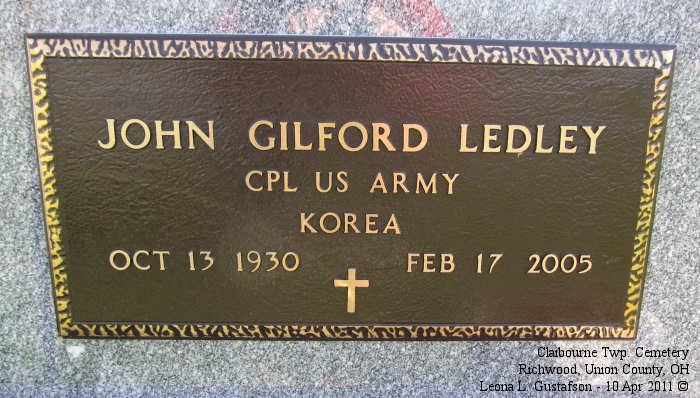 JOHN GILFORD LEDLEY
CPL US ARMY
KOREA
OCT 13 1930 FEB 17 2005
Claibourne Twp. Cemetery
Richwood, Union County, OH
Leona L. Gustafson - 10 Apr 2011 ©